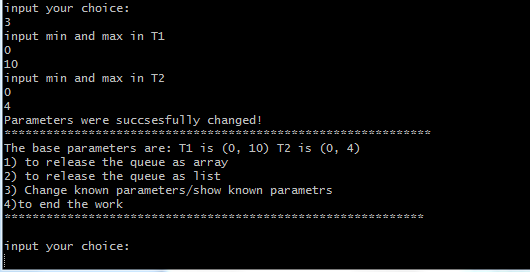 input your choice:
3
input min and max in T1
0
10
input min and max in T2
0
4
Parameters were succsesfully changed!
*************************************************************
The base parameters are: T1 is (0, 10) T2 is (0, 4)
1) to release the queue as array
2) to release the queue as list
3) Change known parameters/show known parametrs
4)to end the work
************************************************************
input your choice: